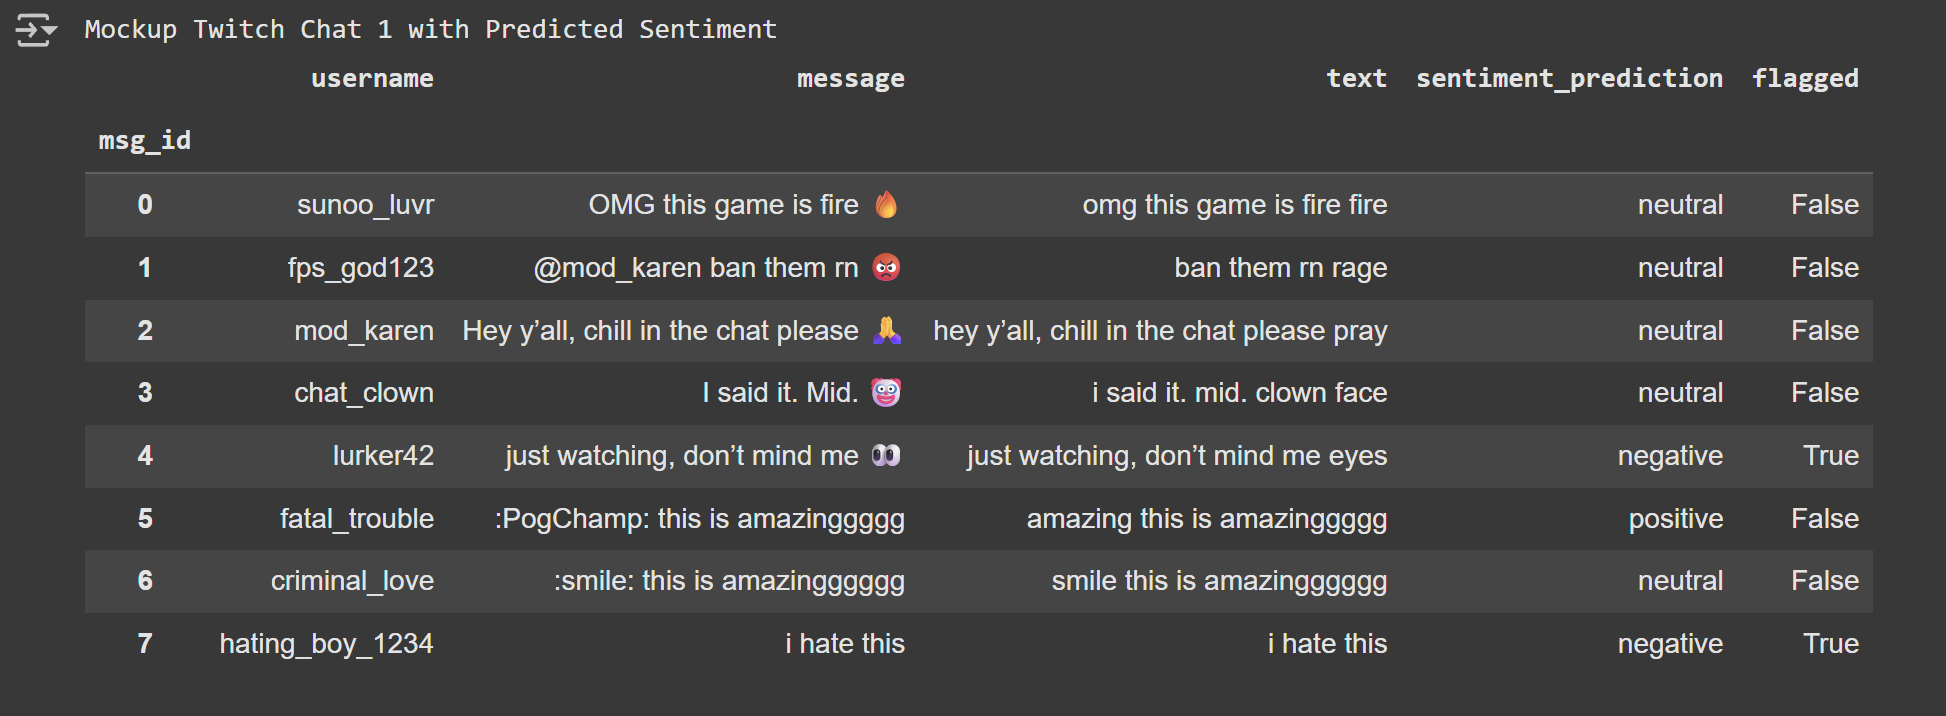 Mockup Twitch Chat 1 with Predicted Sentiment
username message text sentiment_prediction flagged
msg_id
0 sunoo_luvr OMG this game is fire 🔥 omg this game is fire fire neutral False
1 fps_god123 @mod_karen ban them rn 😡 ban them rn rage neutral False
2 mod_karen Hey y’all, chill in the chat please 🙏 hey y’all, chill in the chat please pray neutral False
3 chat_clown I said it. Mid. 🤡 i said it. mid. clown face neutral False
4 lurker42 just watching, don’t mind me 👀 just watching, don’t mind me eyes negative True
5 fatal_trouble :PogChamp: this is amazinggggg amazing this is amazinggggg positive False
6 criminal_love :smile: this is amazingggggg smile this is amazingggggg neutral False
7 hating_boy_1234 i hate this i hate this negative True